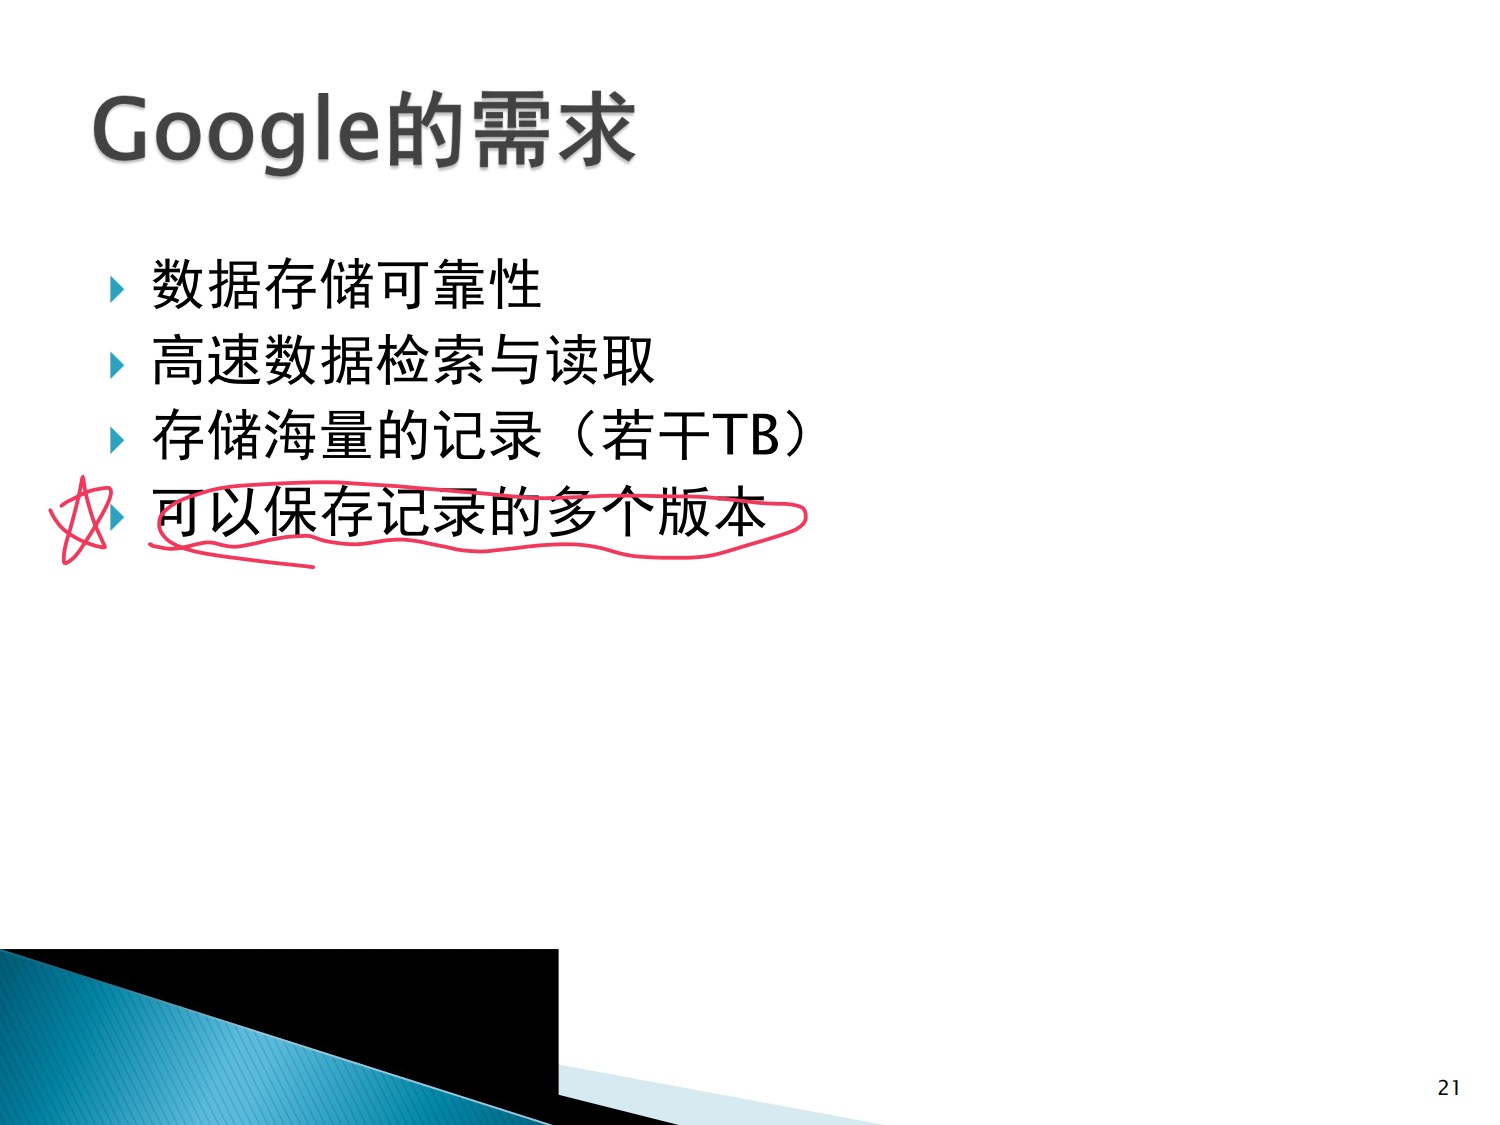 Google的需求
数据存储可靠性
高速数据检索与读取
存储海量的记录（若干TB）
可以保存记录的多个版本
21